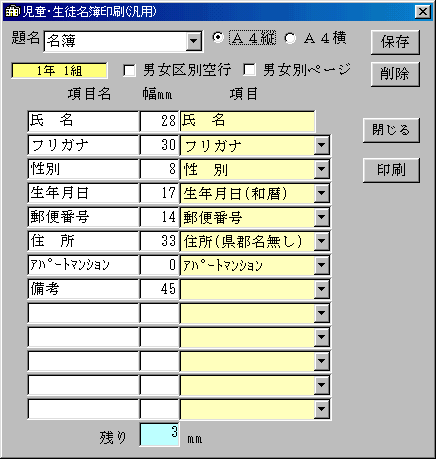 児童・生徒名簿印刷(汎用)
題名 名簿 Ａ４縦 Ａ４横 保存
1年 1組 男女区別空行 男女別ページ 削除
項目名 幅mm 項目
氏　名 28 氏　名
フリガナ 30 フリガナ
性別 8 性　別
生年月日 17 生年月日(和暦)
郵便番号 14 郵便番号
住　所 33 住所(県郡名無し)
ｱﾊﾟｰﾄマンション 0 ｱﾊﾟｰﾄマンション
備考 45
閉じる
印刷
残り 3 mm